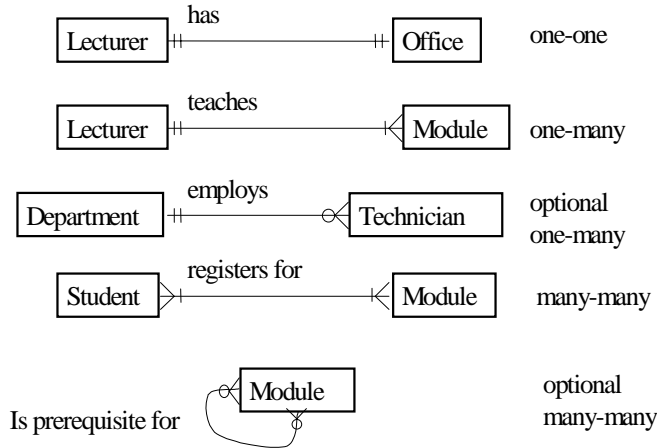 has
Lecturer Office one-one
teaches
Lecturer Module one-many
employs
Department Technician optional
one-many
registers for
Student Module many-many
Module optional
Is prerequisite for many-many